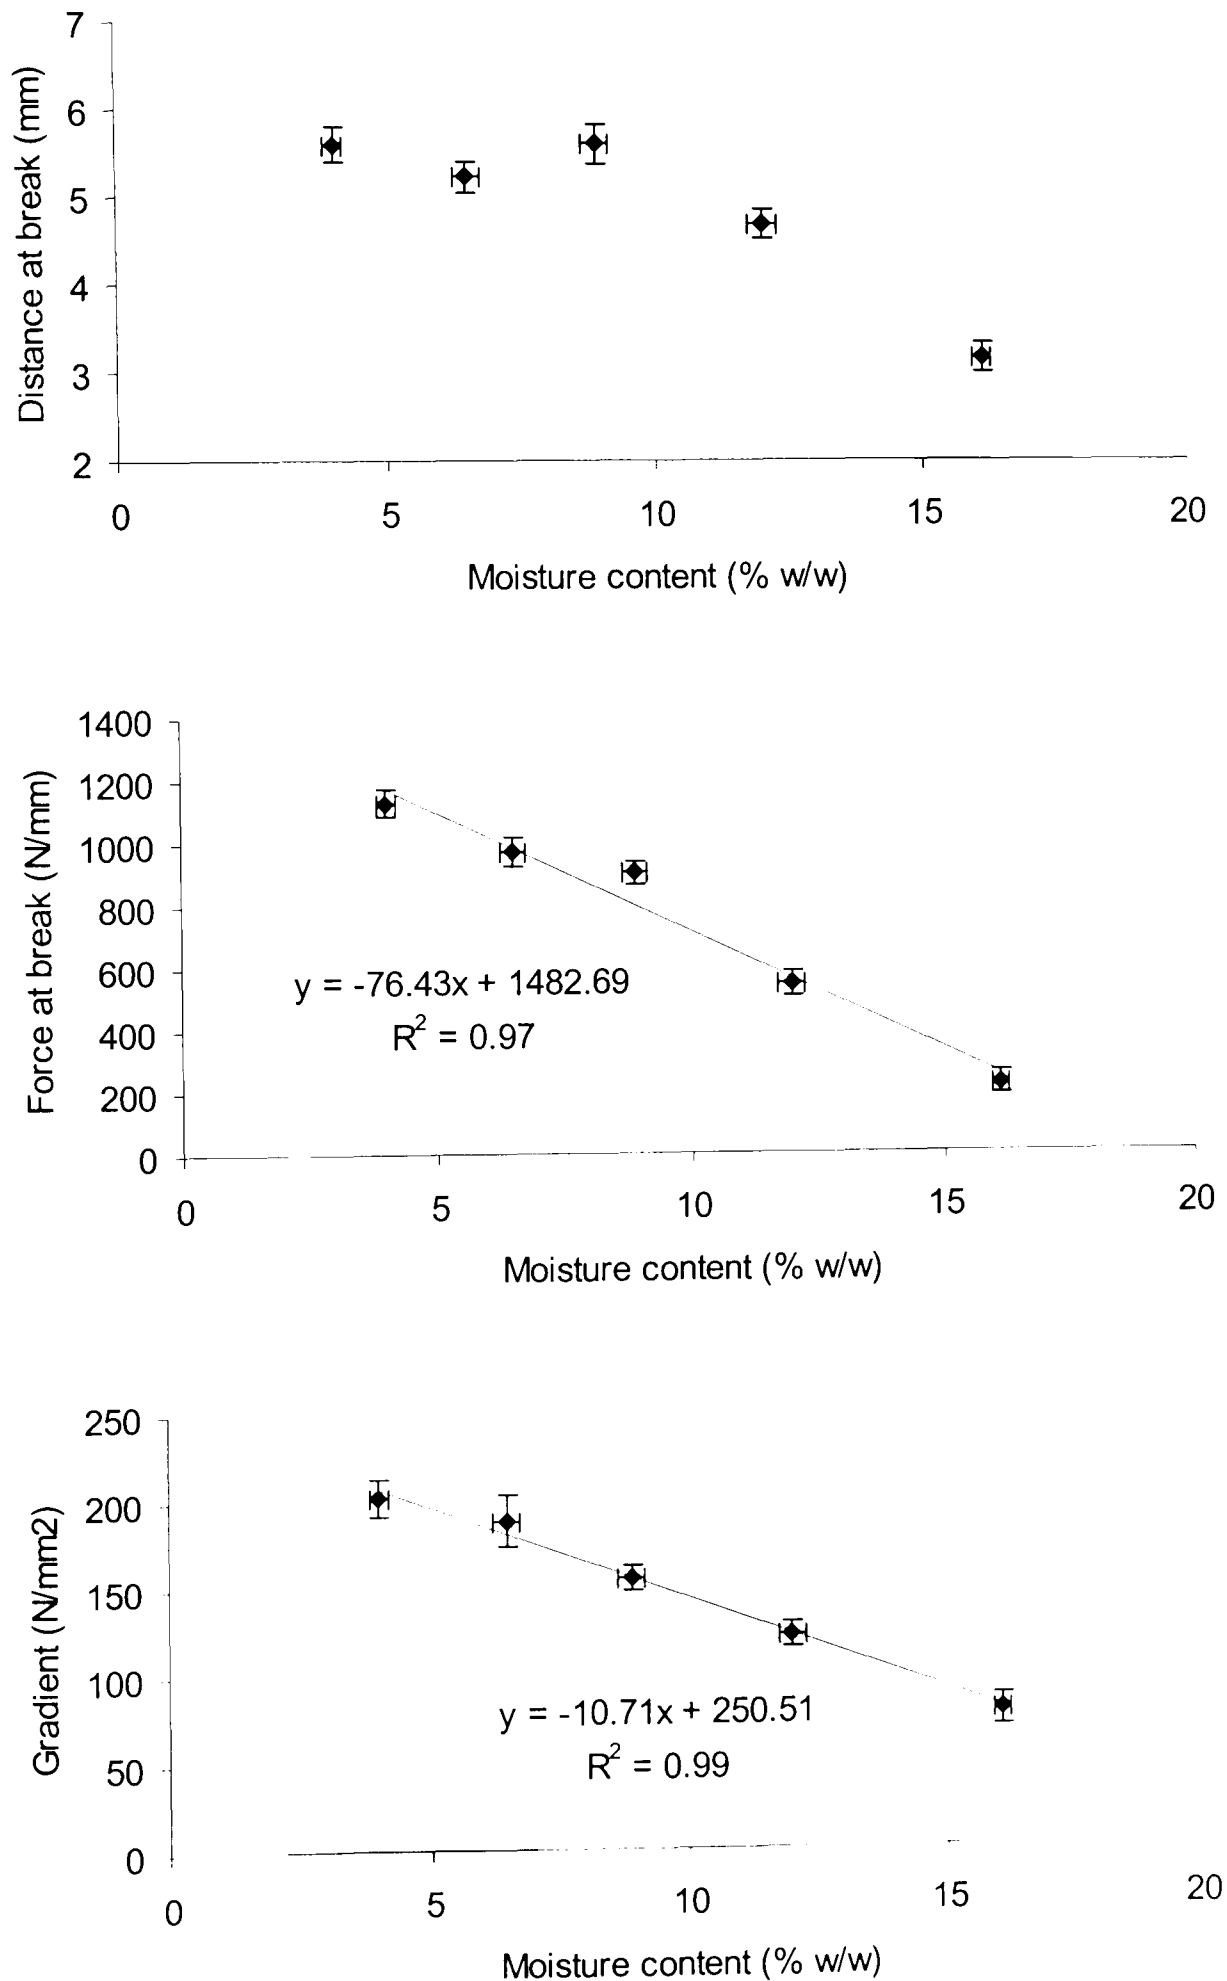 Distance at break (mm)
7
6
5
4
3
2
0 5 10 15 20
Moisture content (% w/w)
Force at break (N/mm)
1400
1200
1000
800
600
400
200
0
y = -76.43x + 1482.69
R² = 0.97
0 5 10 15 20
Moisture content (% w/w)
Gradient (N/mm2)
250
200
150
100
50
0
y = -10.71x + 250.51
R² = 0.99
0 5 10 15 20
Moisture content (% w/w)